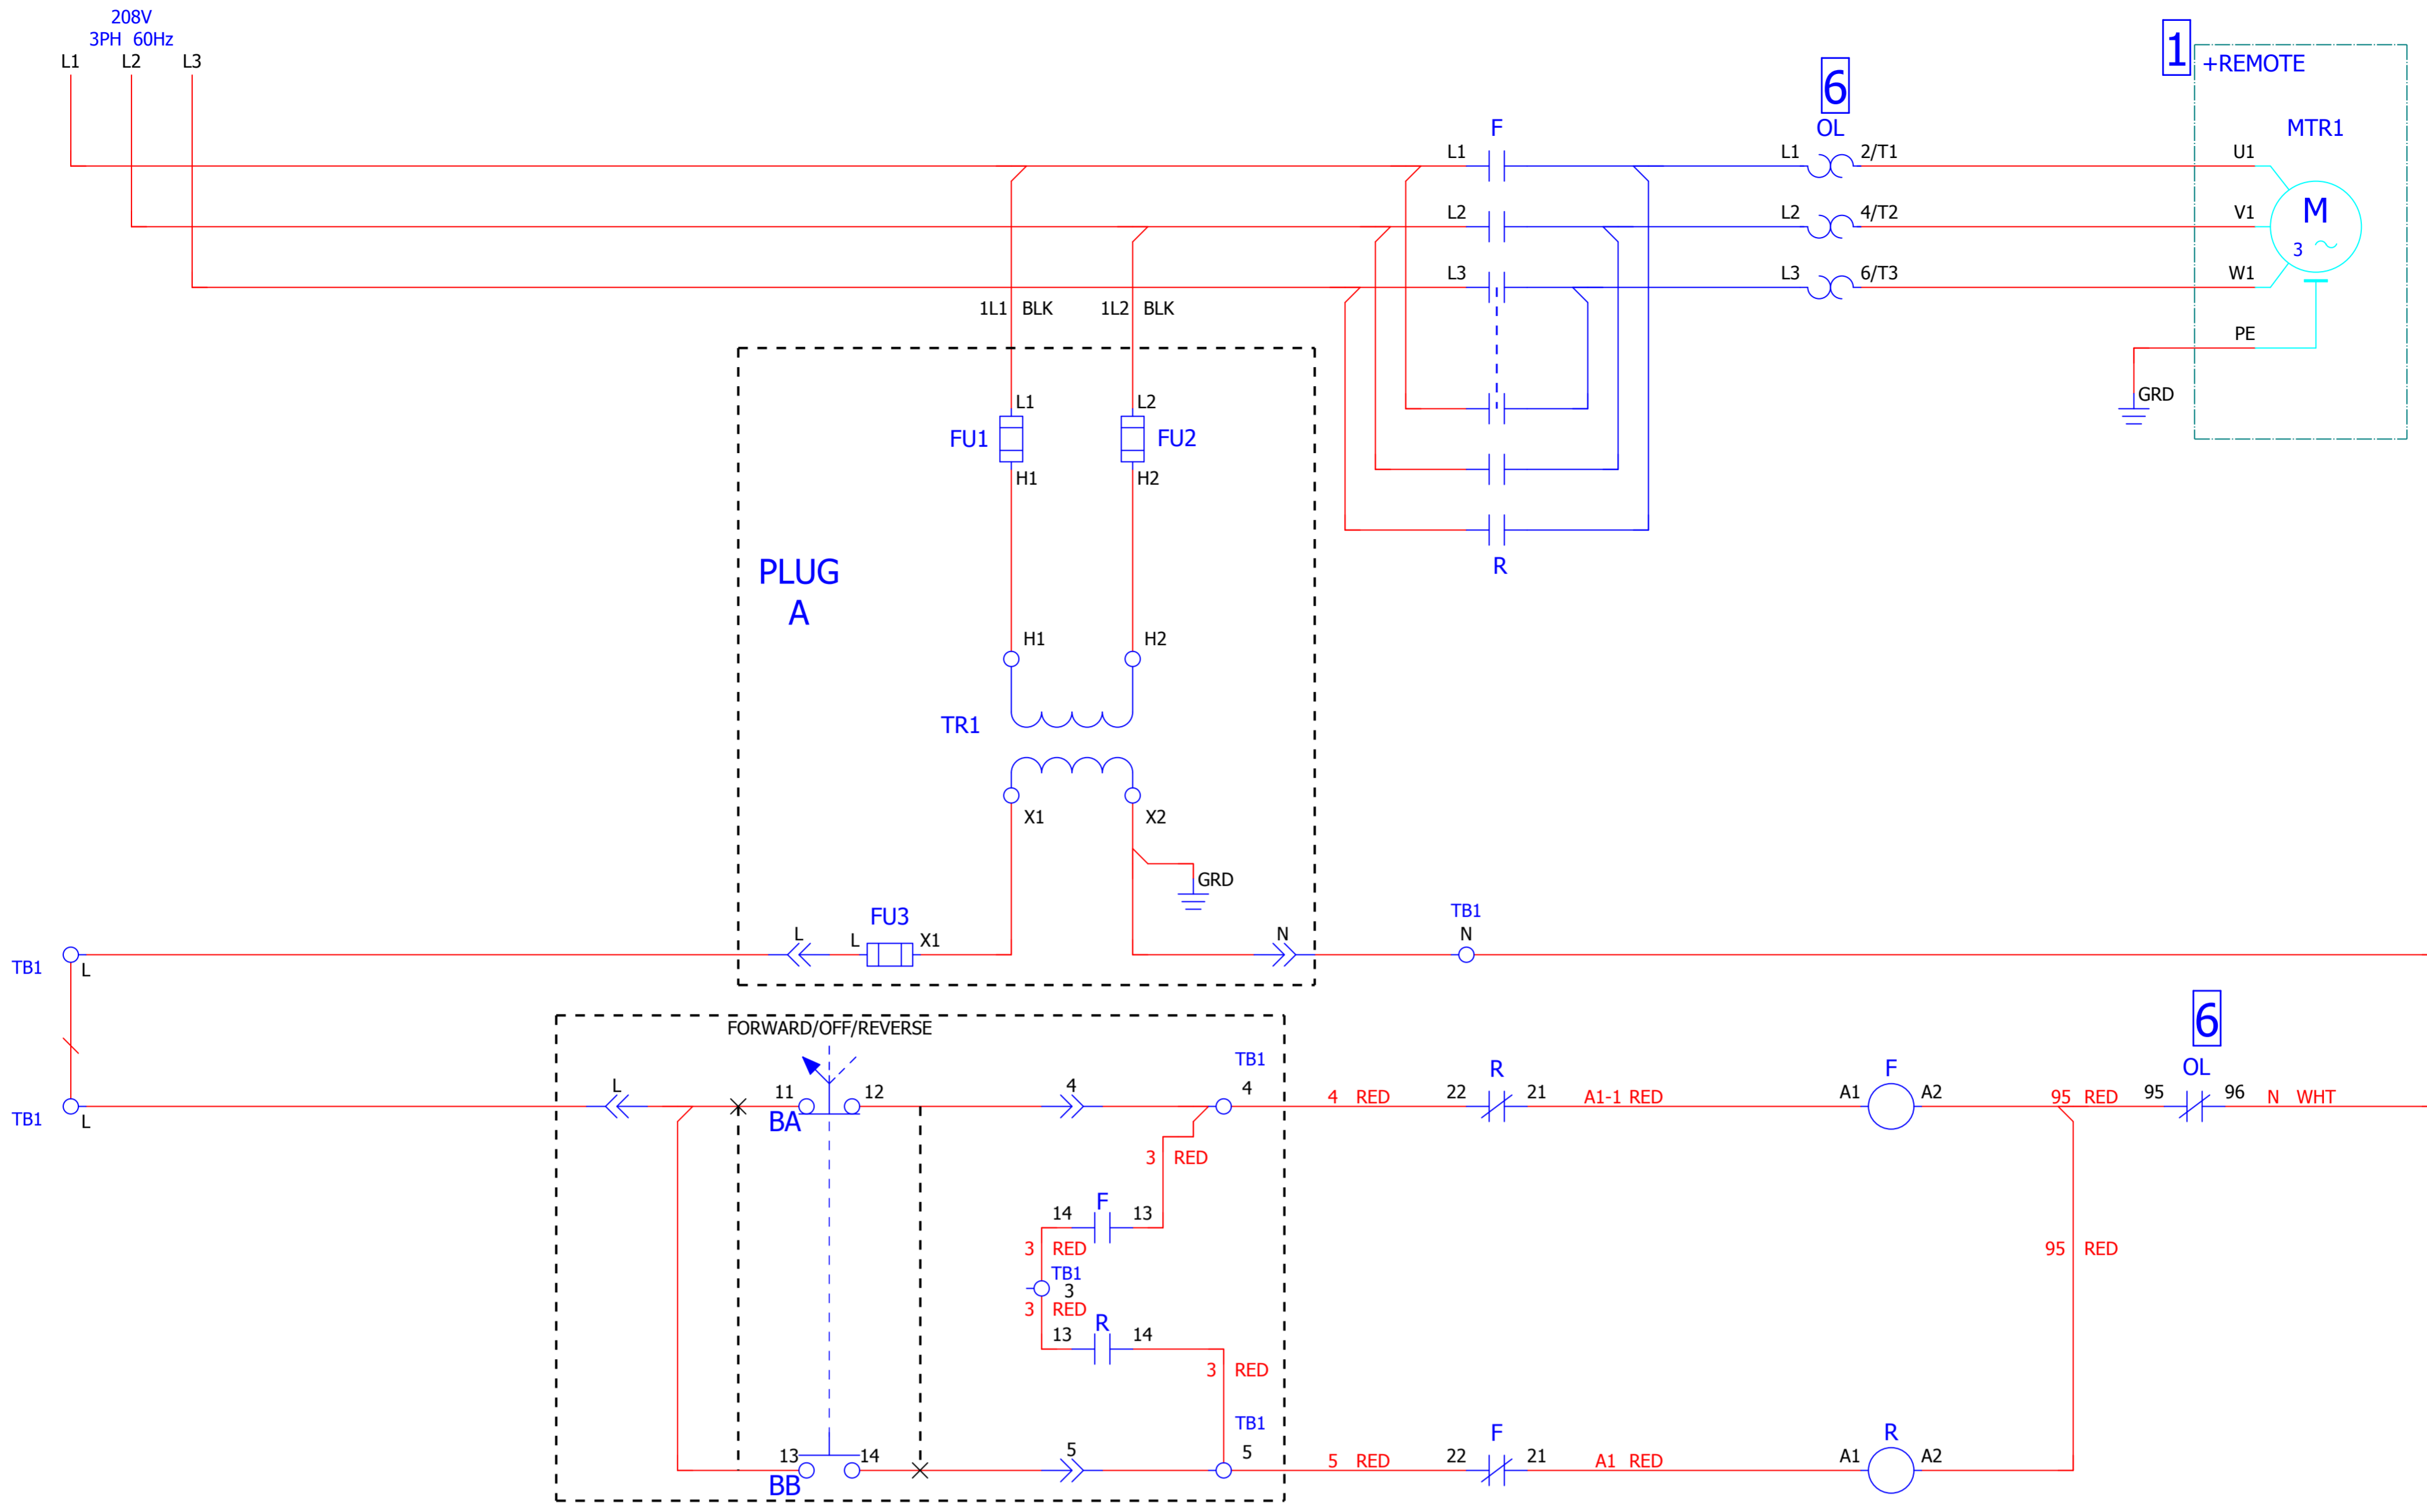 208V
3PH 60Hz
L1 L2 L3
1
+REMOTE
6
F OL MTR1
L1 L1 2/T1 U1
L2 L2 4/T2 V1
M
3
L3 L3 6/T3 W1
1L1 BLK 1L2 BLK
PE
GRD
L1 L2
FU1 FU2
H1 H2
R
PLUG
A
H1 H2
TR1
X1 X2
GRD
FU3
L L X1 N
TB1
N
TB1 L
6
FORWARD/OFF/REVERSE
TB1 L
L 11 12 4
BA
TB1
4
4 RED 22 R 21 A1-1 RED A1 F A2 95 RED 95 OL 96 N WHT
3 RED
14 F 13
3 RED
TB1
3
3 RED
13 R 14
3 RED
95 RED
13 14 5
BB
TB1
5
5 RED 22 F 21 A1 RED A1 R A2